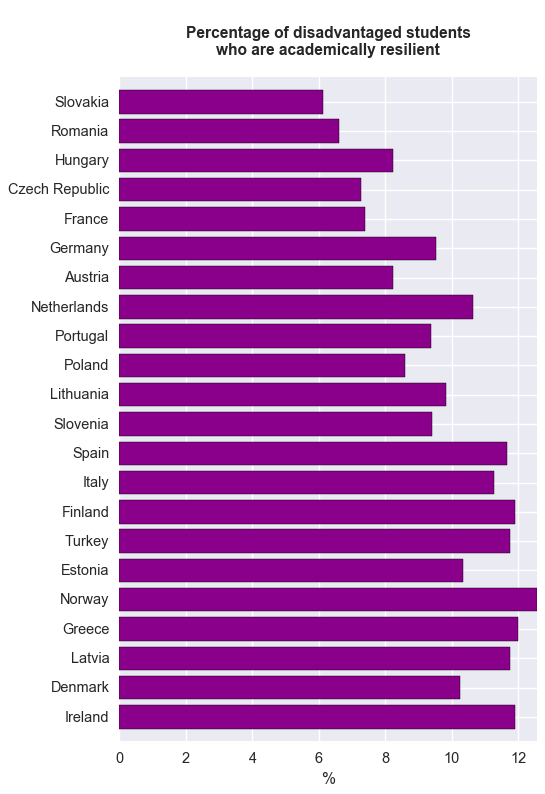 Percentage of disadvantaged students
who are academically resilient
Slovakia
Romania
Hungary
Czech Republic
France
Germany
Austria
Netherlands
Portugal
Poland
Lithuania
Slovenia
Spain
Italy
Finland
Turkey
Estonia
Norway
Greece
Latvia
Denmark
Ireland
0 2 4 6 8 10 12
%